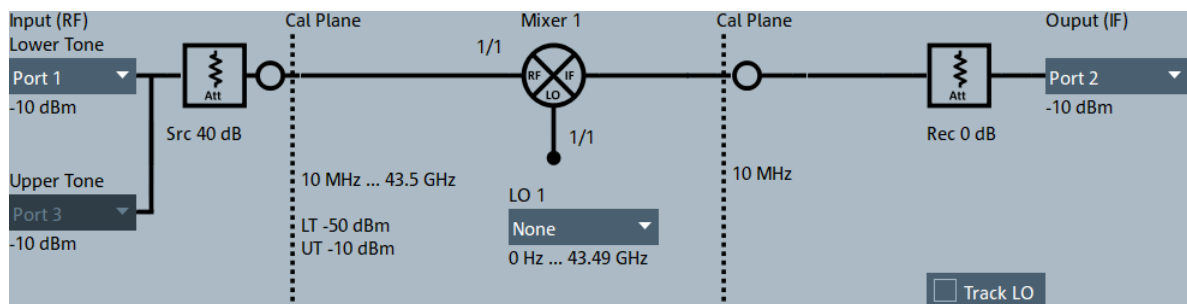 Input (RF)
Lower Tone
Port 1
-10 dBm
Att
Src 40 dB
Upper Tone
Port 3
-10 dBm
Cal Plane
10 MHz ... 43.5 GHz
LT -50 dBm
UT -10 dBm
Mixer 1
1/1
RF IF
LO
1/1
LO 1
None
0 Hz ... 43.49 GHz
Cal Plane
10 MHz
Att
Rec 0 dB
Ouput (IF)
Port 2
-10 dBm
Track LO